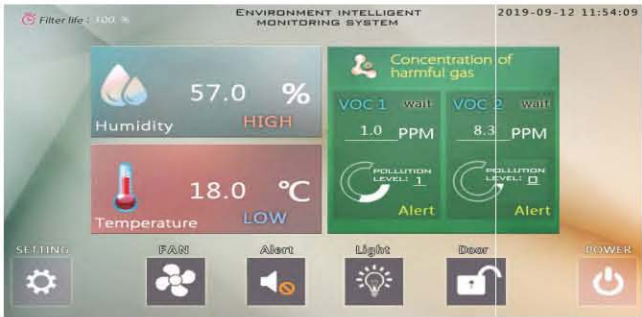 Filter life: 100 %
ENVIRONMENT INTELLIGENT
MONITORING SYSTEM
2019-09-12 11:54:09
57.0 %
Humidity
HIGH
18.0 °C
Temperature
LOW
Concentration of
harmful gas
VOC 1 wait
1.0 PPM
POLLUTION
LEVEL: 1
Alert
VOC 2 wait
8.3 PPM
POLLUTION
LEVEL: 0
Alert
SETTING
FAN
Alert
Light
Door
POWER